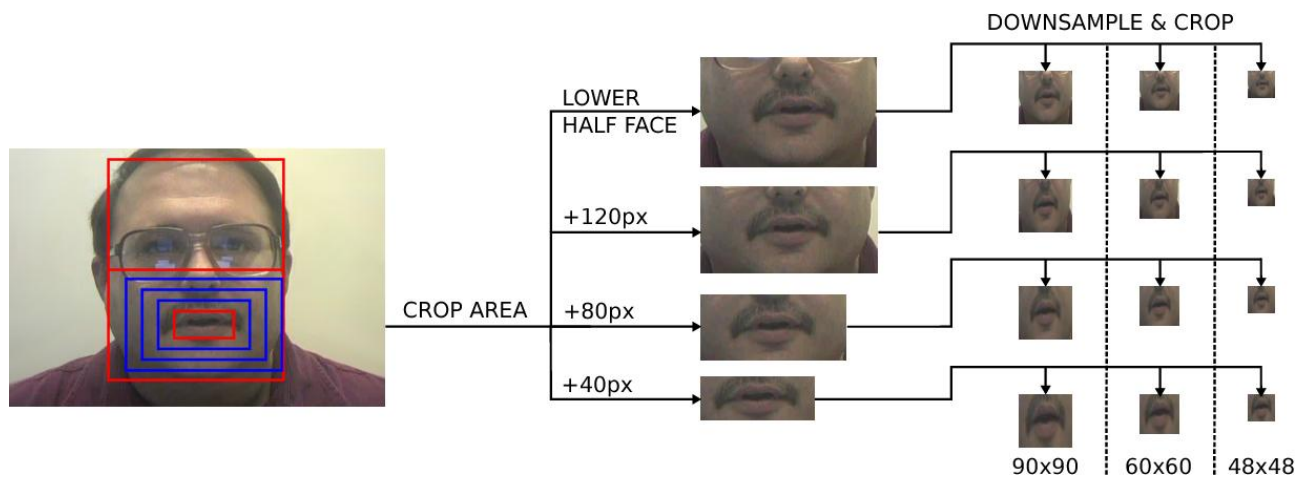 DOWNSAMPLE & CROP
LOWER
HALF FACE
+120px
CROP AREA
+80px
+40px
90x90
60x60
48x48